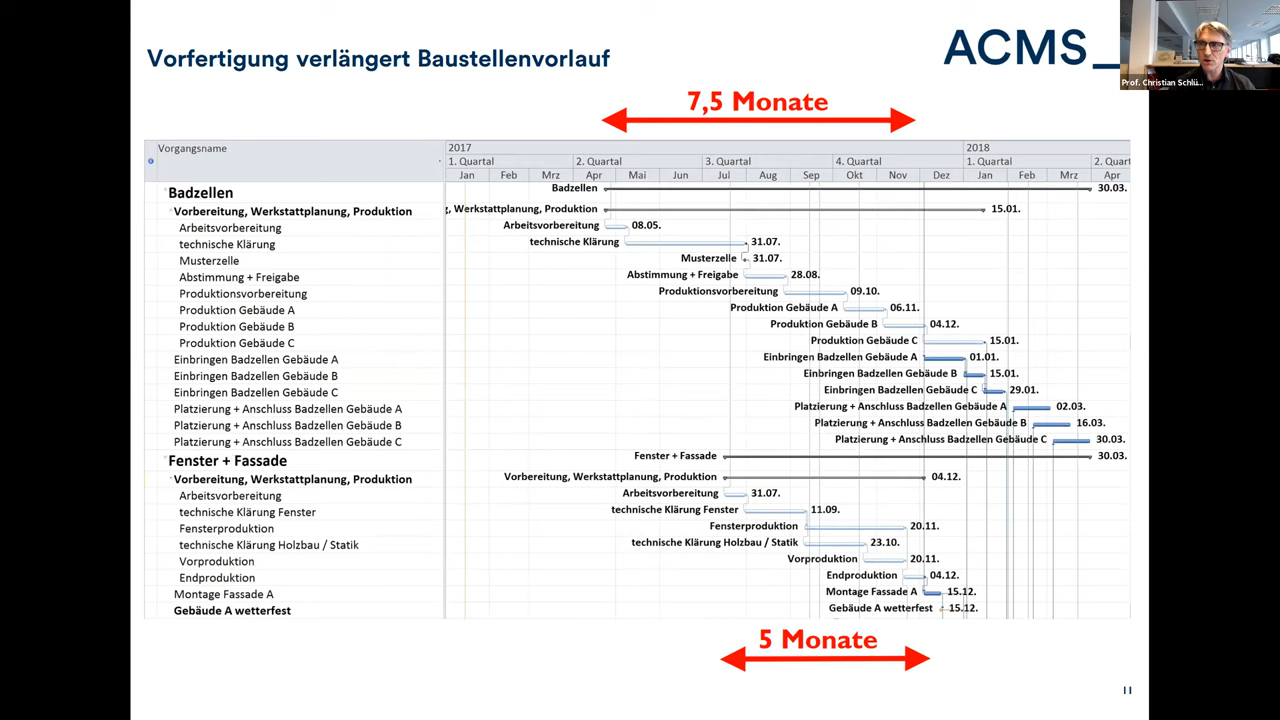 Vorfertigung verlängert Baustellenvorlauf
ACMS_
Prof. Christian Schlü...
7,5 Monate
Vorgangsname
2017 2018
1. Quartal 2. Quartal 3. Quartal 4. Quartal 1. Quartal 2. Quart
Jan Feb Mrz Apr Mai Jun Jul Aug Sep Okt Nov Dez Jan Feb Mrz Apr
Badzellen Badzellen 30.03.
Vorbereitung, Werkstattplanung, Produktion , Werkstattplanung, Produktion 15.01.
Arbeitsvorbereitung Arbeitsvorbereitung 08.05.
technische Klärung technische Klärung 31.07.
Musterzelle Musterzelle 31.07.
Abstimmung + Freigabe Abstimmung + Freigabe 28.08.
Produktionsvorbereitung Produktionsvorbereitung 09.10.
Produktion Gebäude A Produktion Gebäude A 06.11.
Produktion Gebäude B Produktion Gebäude B 04.12.
Produktion Gebäude C Produktion Gebäude C 15.01.
Einbringen Badzellen Gebäude A Einbringen Badzellen Gebäude A 01.01.
Einbringen Badzellen Gebäude B Einbringen Badzellen Gebäude B 15.01.
Einbringen Badzellen Gebäude C Einbringen Badzellen Gebäude C 29.01.
Platzierung + Anschluss Badzellen Gebäude A Platzierung + Anschluss Badzellen Gebäude A 02.03.
Platzierung + Anschluss Badzellen Gebäude B Platzierung + Anschluss Badzellen Gebäude B 16.03.
Platzierung + Anschluss Badzellen Gebäude C Platzierung + Anschluss Badzellen Gebäude C 30.03.
Fenster + Fassade Fenster + Fassade 30.03.
Vorbereitung, Werkstattplanung, Produktion Vorbereitung, Werkstattplanung, Produktion 04.12.
Arbeitsvorbereitung Arbeitsvorbereitung 31.07.
technische Klärung Fenster technische Klärung Fenster 11.09.
Fensterproduktion Fensterproduktion 20.11.
technische Klärung Holzbau / Statik technische Klärung Holzbau / Statik 23.10.
Vorproduktion Vorproduktion 20.11.
Endproduktion Endproduktion 04.12.
Montage Fassade A Montage Fassade A 15.12.
Gebäude A wetterfest Gebäude A wetterfest 15.12.
5 Monate
11